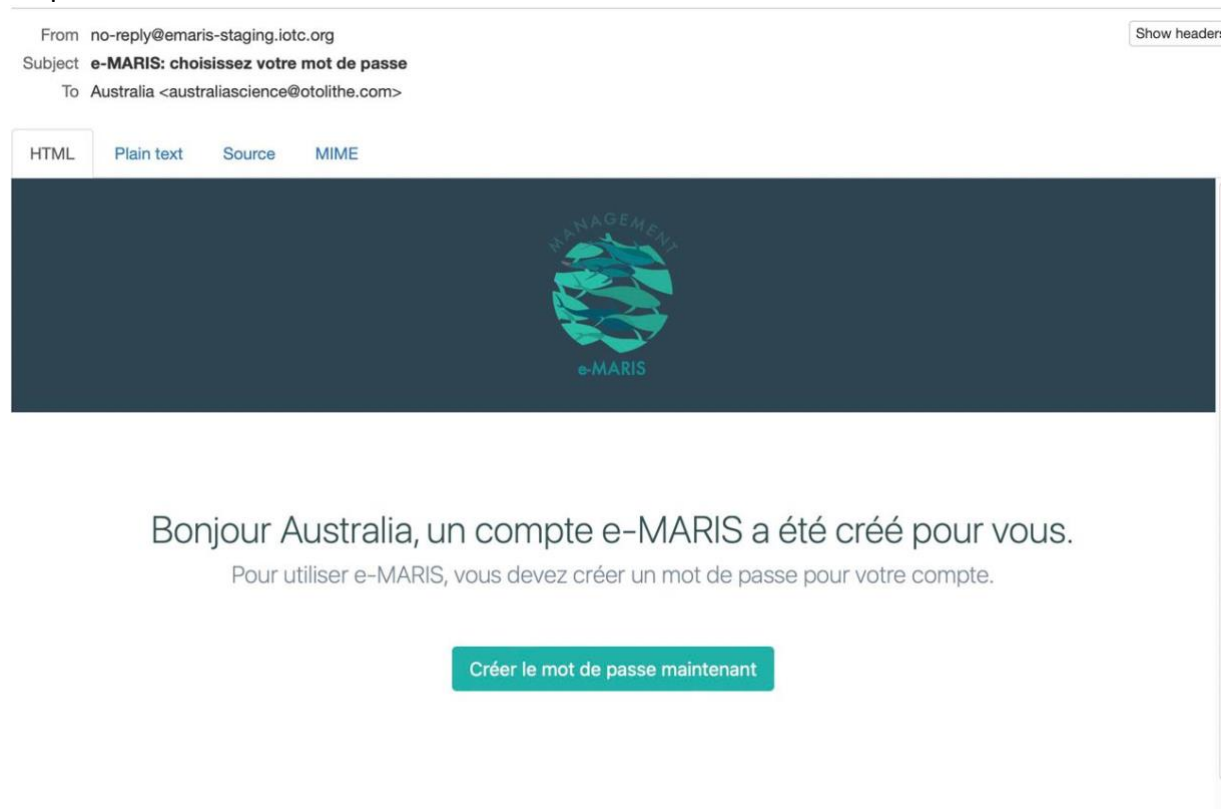 From no-reply@emaris-staging.iotc.org
Show headers
Subject e-MARIS: choisissez votre mot de passe
To Australia <australiascience@otolithe.com>
HTML Plain text Source MIME
MANAGEMENT
e-MARIS
Bonjour Australia, un compte e-MARIS a été créé pour vous.
Pour utiliser e-MARIS, vous devez créer un mot de passe pour votre compte.
Créer le mot de passe maintenant